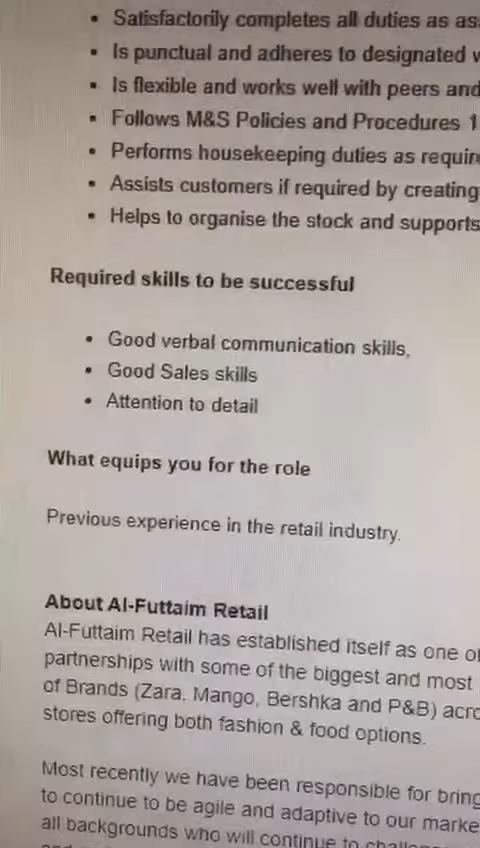 Satisfactorily completes all duties as
Is punctual and adheres to designated
Is flexible and works well with peers and
Follows M&S Policies and Procedures 1
Performs housekeeping duties as
Assists customers if required by creating
Helps to organise the stock and supports
Required skills to be successful
Good verbal communication skills,
Good Sales skills
Attention to detail
What equips you for the role
Previous experience in the retail industry.
About Al-Futtaim Retail
Al-Futtaim Retail has established itself as one
partnerships with some of the biggest and most
of Brands (Zara, Mango, Bershka and P&B)
stores offering both fashion & food options.
Most recently we have been responsible for
to continue to be agile and adaptive to our
all backgrounds who will continue to